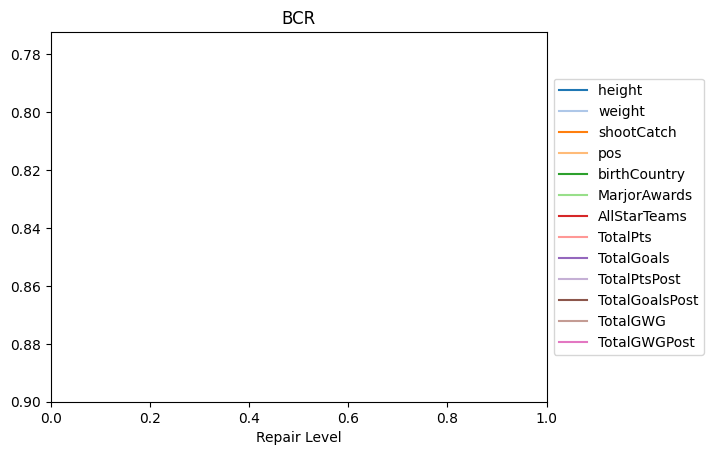 BCR
0.78
0.80
0.82
0.84
0.86
0.88
0.90
0.0 0.2 0.4 0.6 0.8 1.0
Repair Level
height
weight
shootCatch
pos
birthCountry
MarjorAwards
AllStarTeams
TotalPts
TotalGoals
TotalPtsPost
TotalGoalsPost
TotalGWG
TotalGWGPost